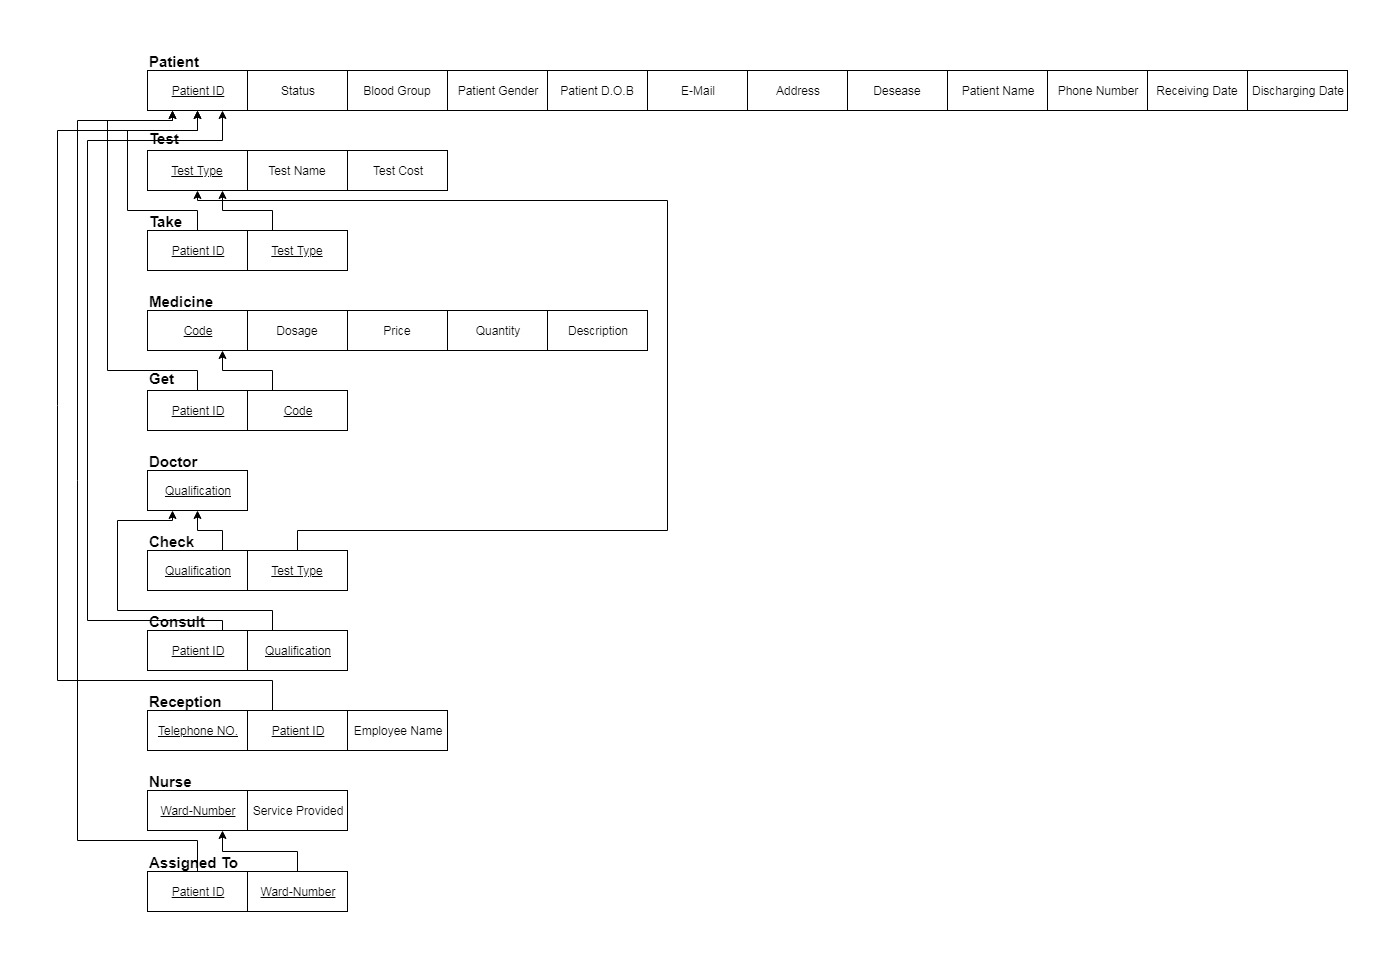 Patient
Patient ID Status Blood Group Patient Gender Patient D.O.B E-Mail Address Desease Patient Name Phone Number Receiving Date Discharging Date
Test
Test Type Test Name Test Cost
Take
Patient ID Test Type
Medicine
Code Dosage Price Quantity Description
Get
Patient ID Code
Doctor
Qualification
Check
Qualification Test Type
Consult
Patient ID Qualification
Reception
Telephone NO. Patient ID Employee Name
Nurse
Ward-Number Service Provided
Assigned To
Patient ID Ward-Number